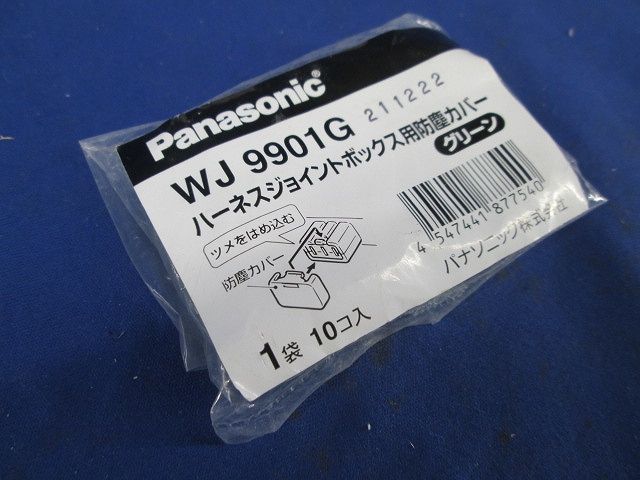 Panasonic
WJ 9901G 211222
ハーネスジョイントボックス用防塵カバー
グリーン
ツメをはめ込む
防塵カバー
4 547441 877540
パナソニック株式会社
1袋 10コ入